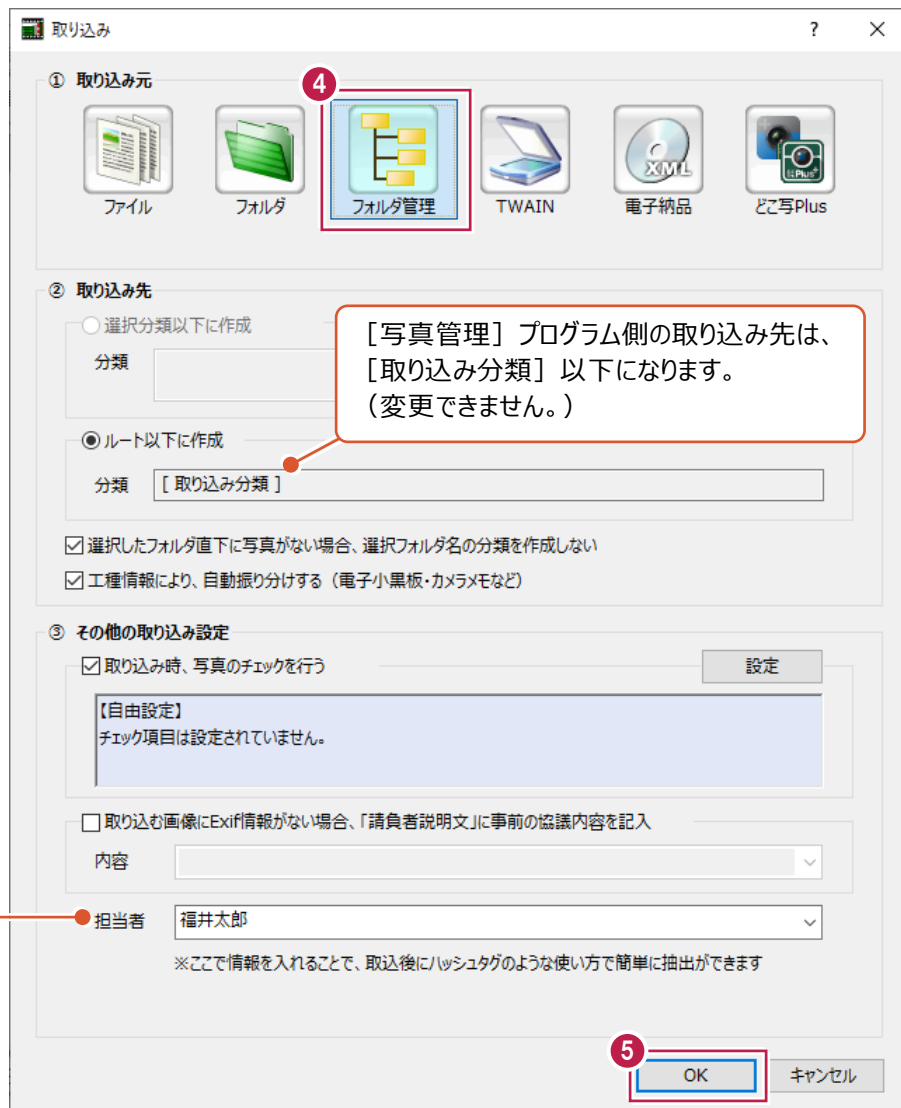 取り込み
?
×
① 取り込み元
4
ファイル
フォルダ
フォルダ管理
TWAIN
XML
電子納品
Plus+
どこ写Plus
② 取り込み先
選択分類以下に作成
分類
［写真管理］プログラム側の取り込み先は、
［取り込み分類］以下になります。
（変更できません。）
ルート以下に作成
分類
[ 取り込み分類 ]
選択したフォルダ直下に写真がない場合、選択フォルダ名の分類を作成しない
工種情報により、自動振り分けする（電子小黒板・カメラメモなど）
③ その他の取り込み設定
取り込み時、写真のチェックを行う
設定
【自由設定】
チェック項目は設定されていません。
取り込む画像にExif情報がない場合、「請負者説明文」に事前の協議内容を記入
内容
担当者
福井太郎
※ここで情報を入れることで、取込後にハッシュタグのような使い方で簡単に抽出ができます
5
OK
キャンセル